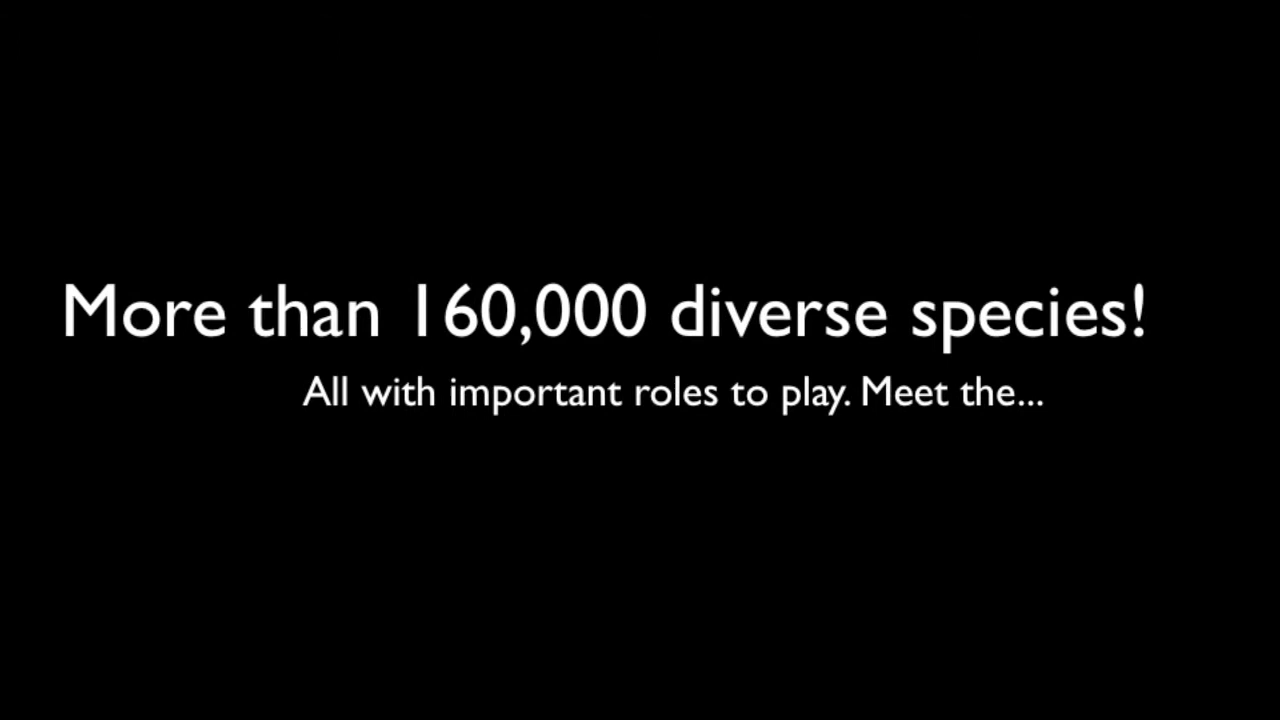 More than 160,000 diverse species!
All with important roles to play. Meet the...